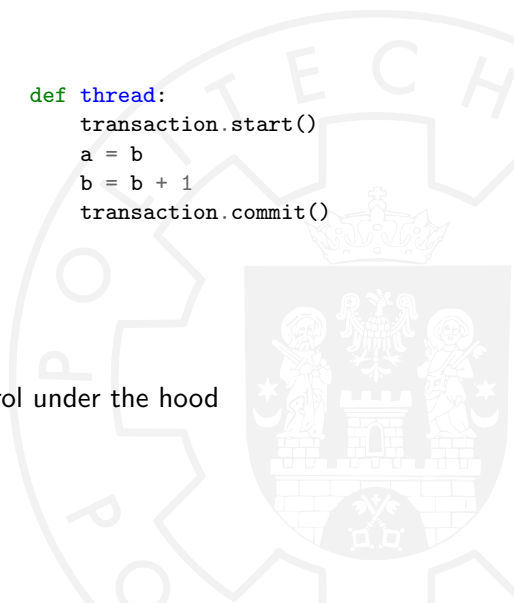 def thread:
    transaction.start()
    a = b
    b = b + 1
    transaction.commit()
rol under the hood
T E C H
P O L I
P O